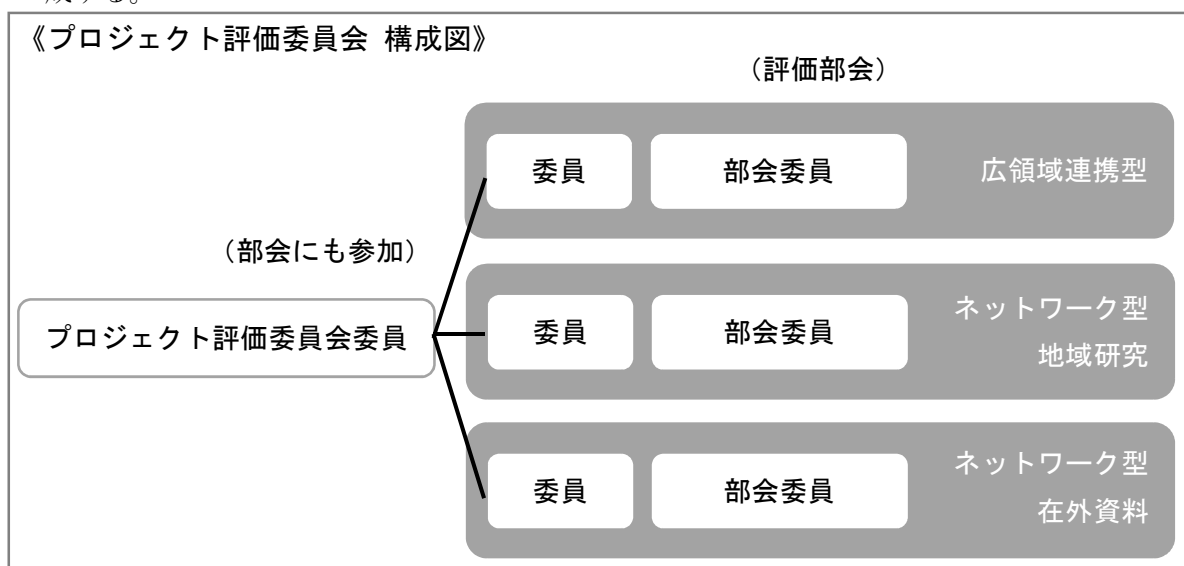 成する。
《プロジェクト評価委員会 構成図》
（評価部会）
委員
部会委員
広領域連携型
（部会にも参加）
プロジェクト評価委員会委員
委員
部会委員
ネットワーク型
地域研究
委員
部会委員
ネットワーク型
在外資料